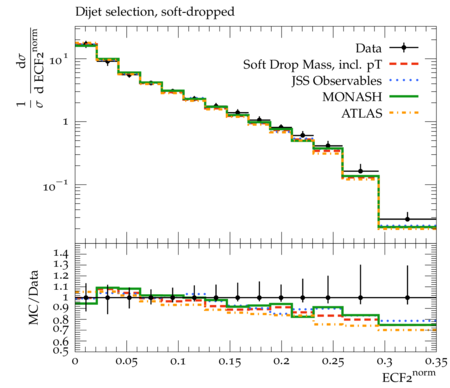 Dijet selection, soft-dropped
1/σ dσ/d ECF2^norm
10^1
1
10^−1
Data
Soft Drop Mass, incl. pT
JSS Observables
MONASH
ATLAS
MC/Data
1.4
1.3
1.2
1.1
1
0.9
0.8
0.7
0.6
0.5
0 0.05 0.1 0.15 0.2 0.25 0.3 0.35
ECF2^norm